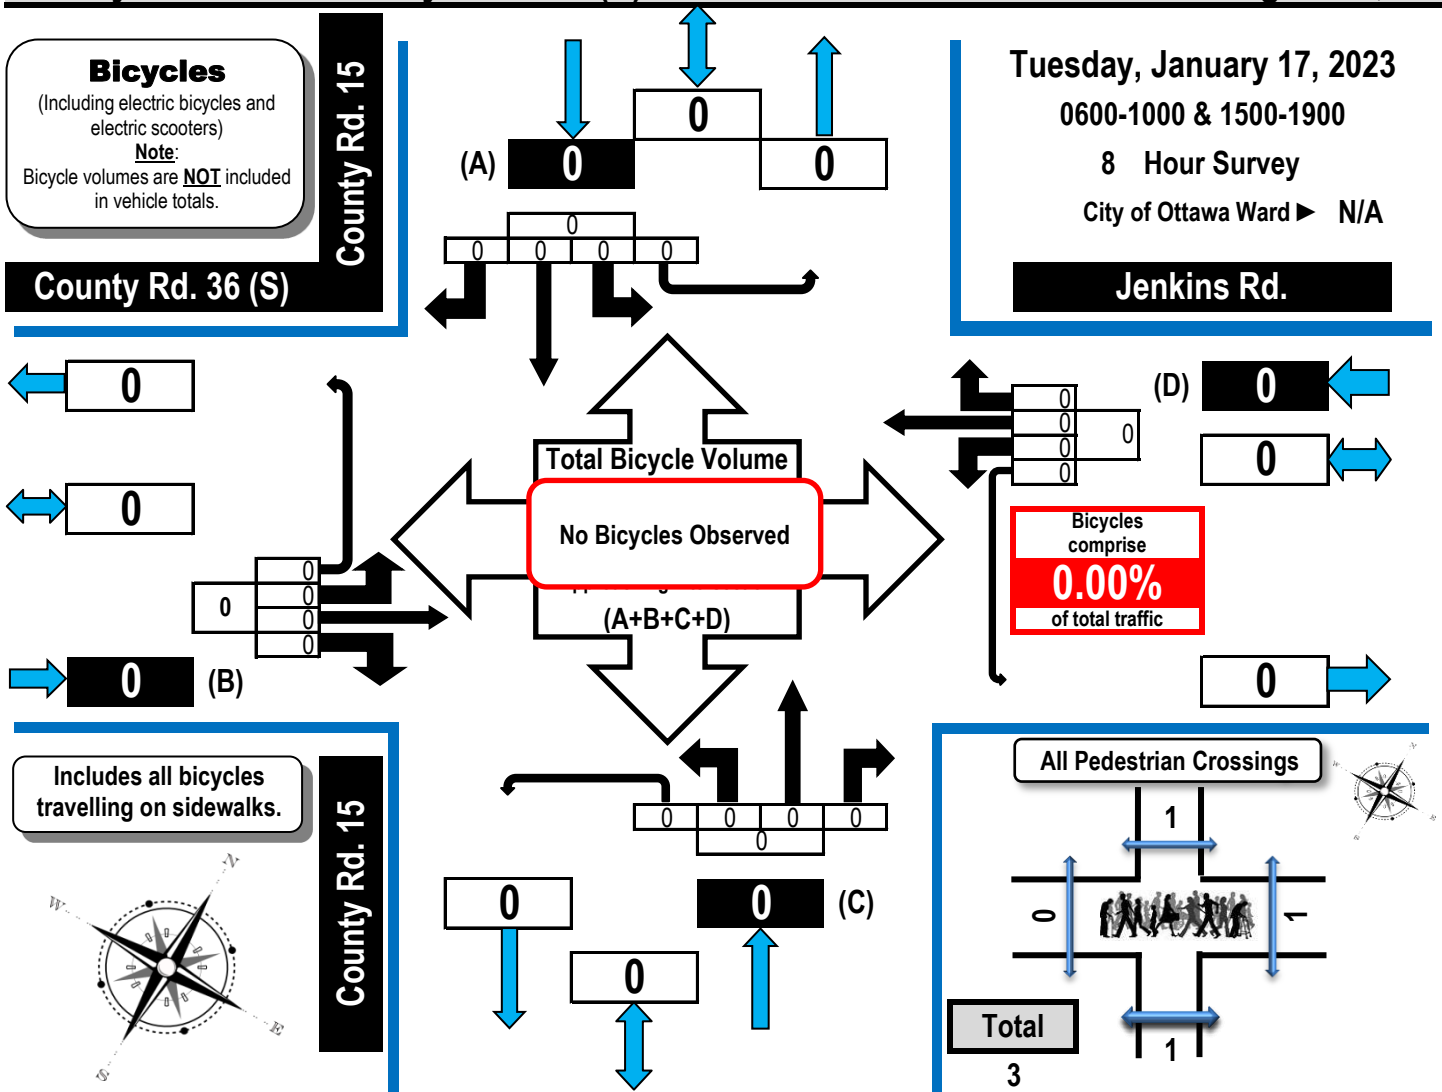 Bicycles
(Including electric bicycles and
electric scooters)
Note:
Bicycle volumes are NOT included
in vehicle totals.
County Rd. 15
County Rd. 36 (S)
(A)
0
0
0
0
0
0
0
0
Tuesday, January 17, 2023
0600-1000 & 1500-1900
8 Hour Survey
City of Ottawa Ward ► N/A
Jenkins Rd.
0
0
0
0
0
0
0
0
(B)
Total Bicycle Volume
No Bicycles Observed
(A+B+C+D)
(D)
0
0
0
0
0
0
0
Bicycles
comprise
0.00%
of total traffic
0
Includes all bicycles
travelling on sidewalks.
County Rd. 15
N
W
E
S
0
0
0
0
0
0
0
(C)
0
All Pedestrian Crossings
N
W
E
S
1
0
1
1
Total
3